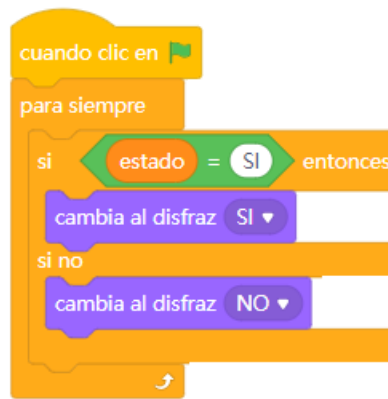 cuando clic en
para siempre
si estado = SI entonces
cambia al disfraz SI
si no
cambia al disfraz NO